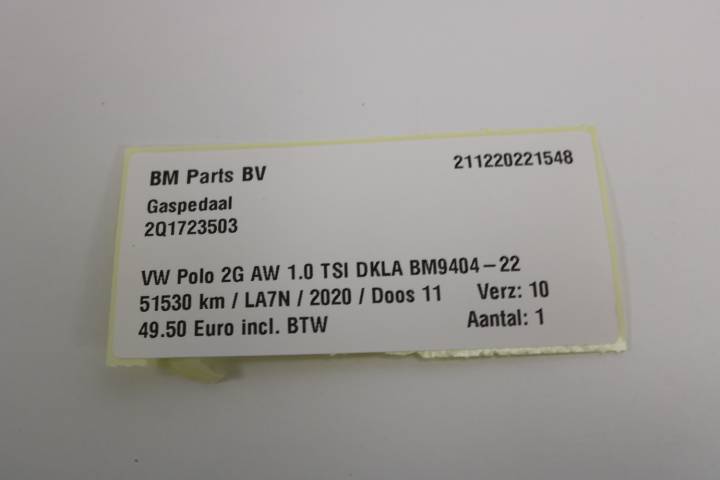 BM Parts BV 211220221548
Gaspedaal
2Q1723503
VW Polo 2G AW 1.0 TSI DKLA BM9404-22
51530 km / LA7N / 2020 / Doos 11 Verz: 10
49.50 Euro incl. BTW Aantal: 1